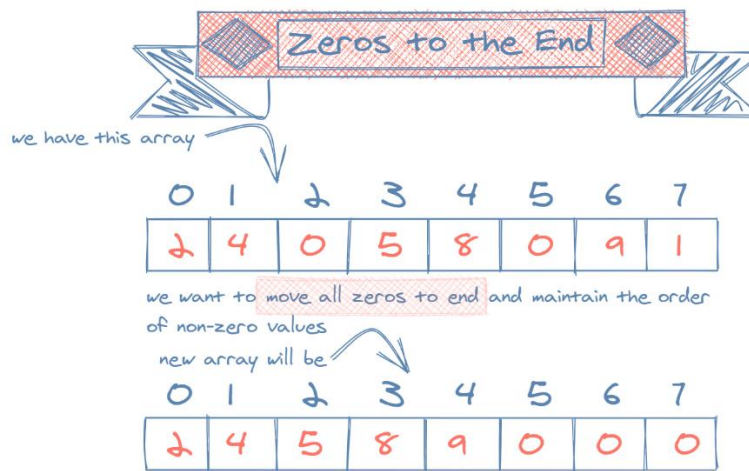 Zeros to the End
we have this array
0 1 2 3 4 5 6 7
2 4 0 5 8 0 9 1
we want to move all zeros to end and maintain the order
of non-zero values
new array will be
0 1 2 3 4 5 6 7
2 4 5 8 9 0 0 0